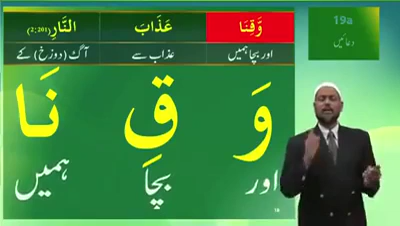 وَّقِنَا عَذَابَ النَّارِ (2:201)
اور بچا ہمیں عذاب سے آگ (دوزخ) کے
وَ قِ نَا
اور بچا ہمیں
19a
دعائیں